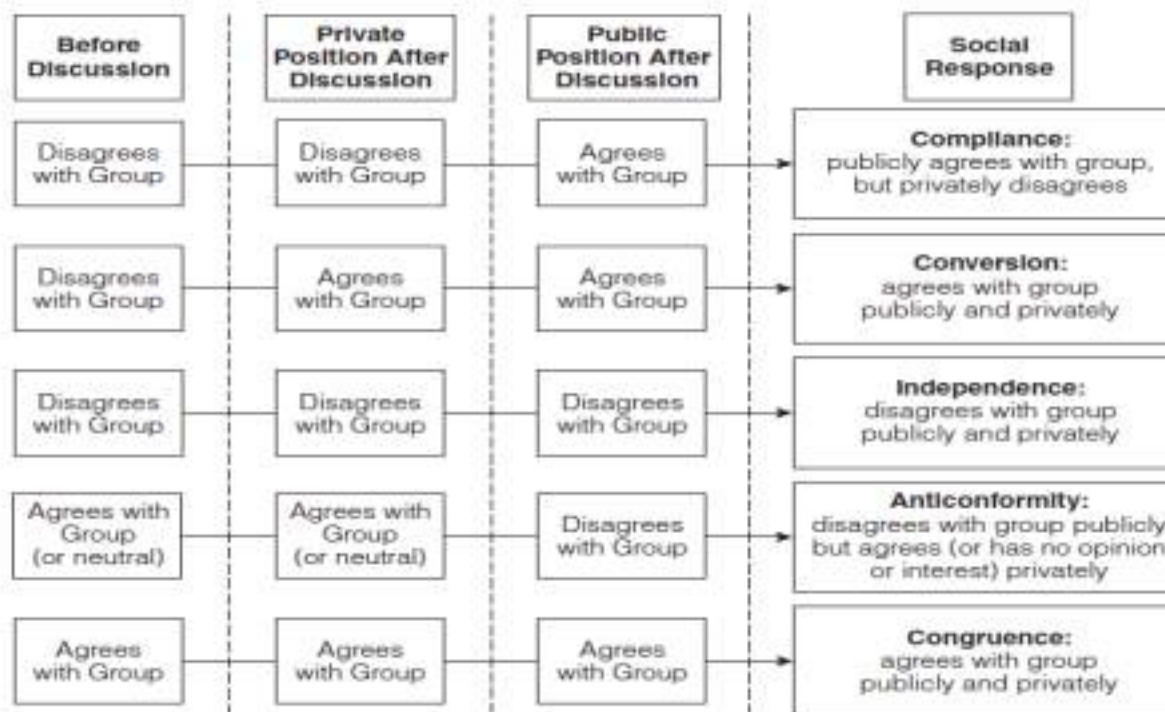 Before
Discussion
Private
Position After
Discussion
Public
Position After
Discussion
Social
Response
Disagrees
with Group
Disagrees
with Group
Agrees
with Group
Compliance:
publicly agrees with group,
but privately disagrees
Disagrees
with Group
Agrees
with Group
Agrees
with Group
Conversion:
agrees with group
publicly and privately
Disagrees
with Group
Disagrees
with Group
Disagrees
with Group
Independence:
disagrees with group
publicly and privately
Agrees with
Group
(or neutral)
Agrees with
Group
(or neutral)
Disagrees
with Group
Anticonformity:
disagrees with group publicly
but agrees (or has no opinion
or interest) privately
Agrees
with Group
Agrees
with Group
Agrees
with Group
Congruence:
agrees with group
publicly and privately